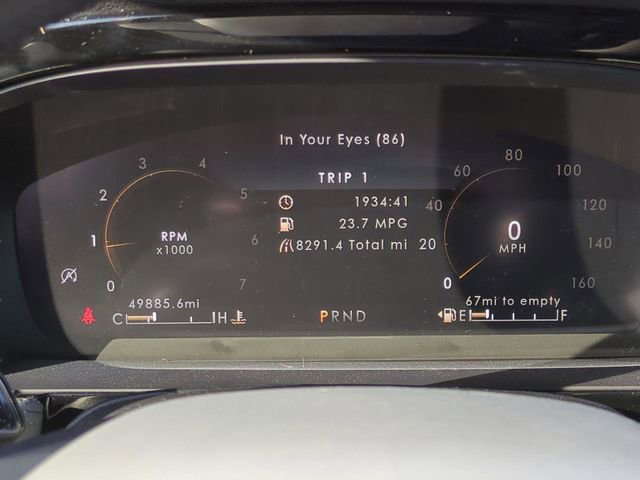 In Your Eyes (86)
TRIP 1
1934:41
23.7 MPG
8291.4 Total mi
0 1 2 3 4 5 6 7
RPM
x1000
0 20 40 60 80 100 120 140 160
0
MPH
49885.6mi
C H
PRND
67mi to empty
E F